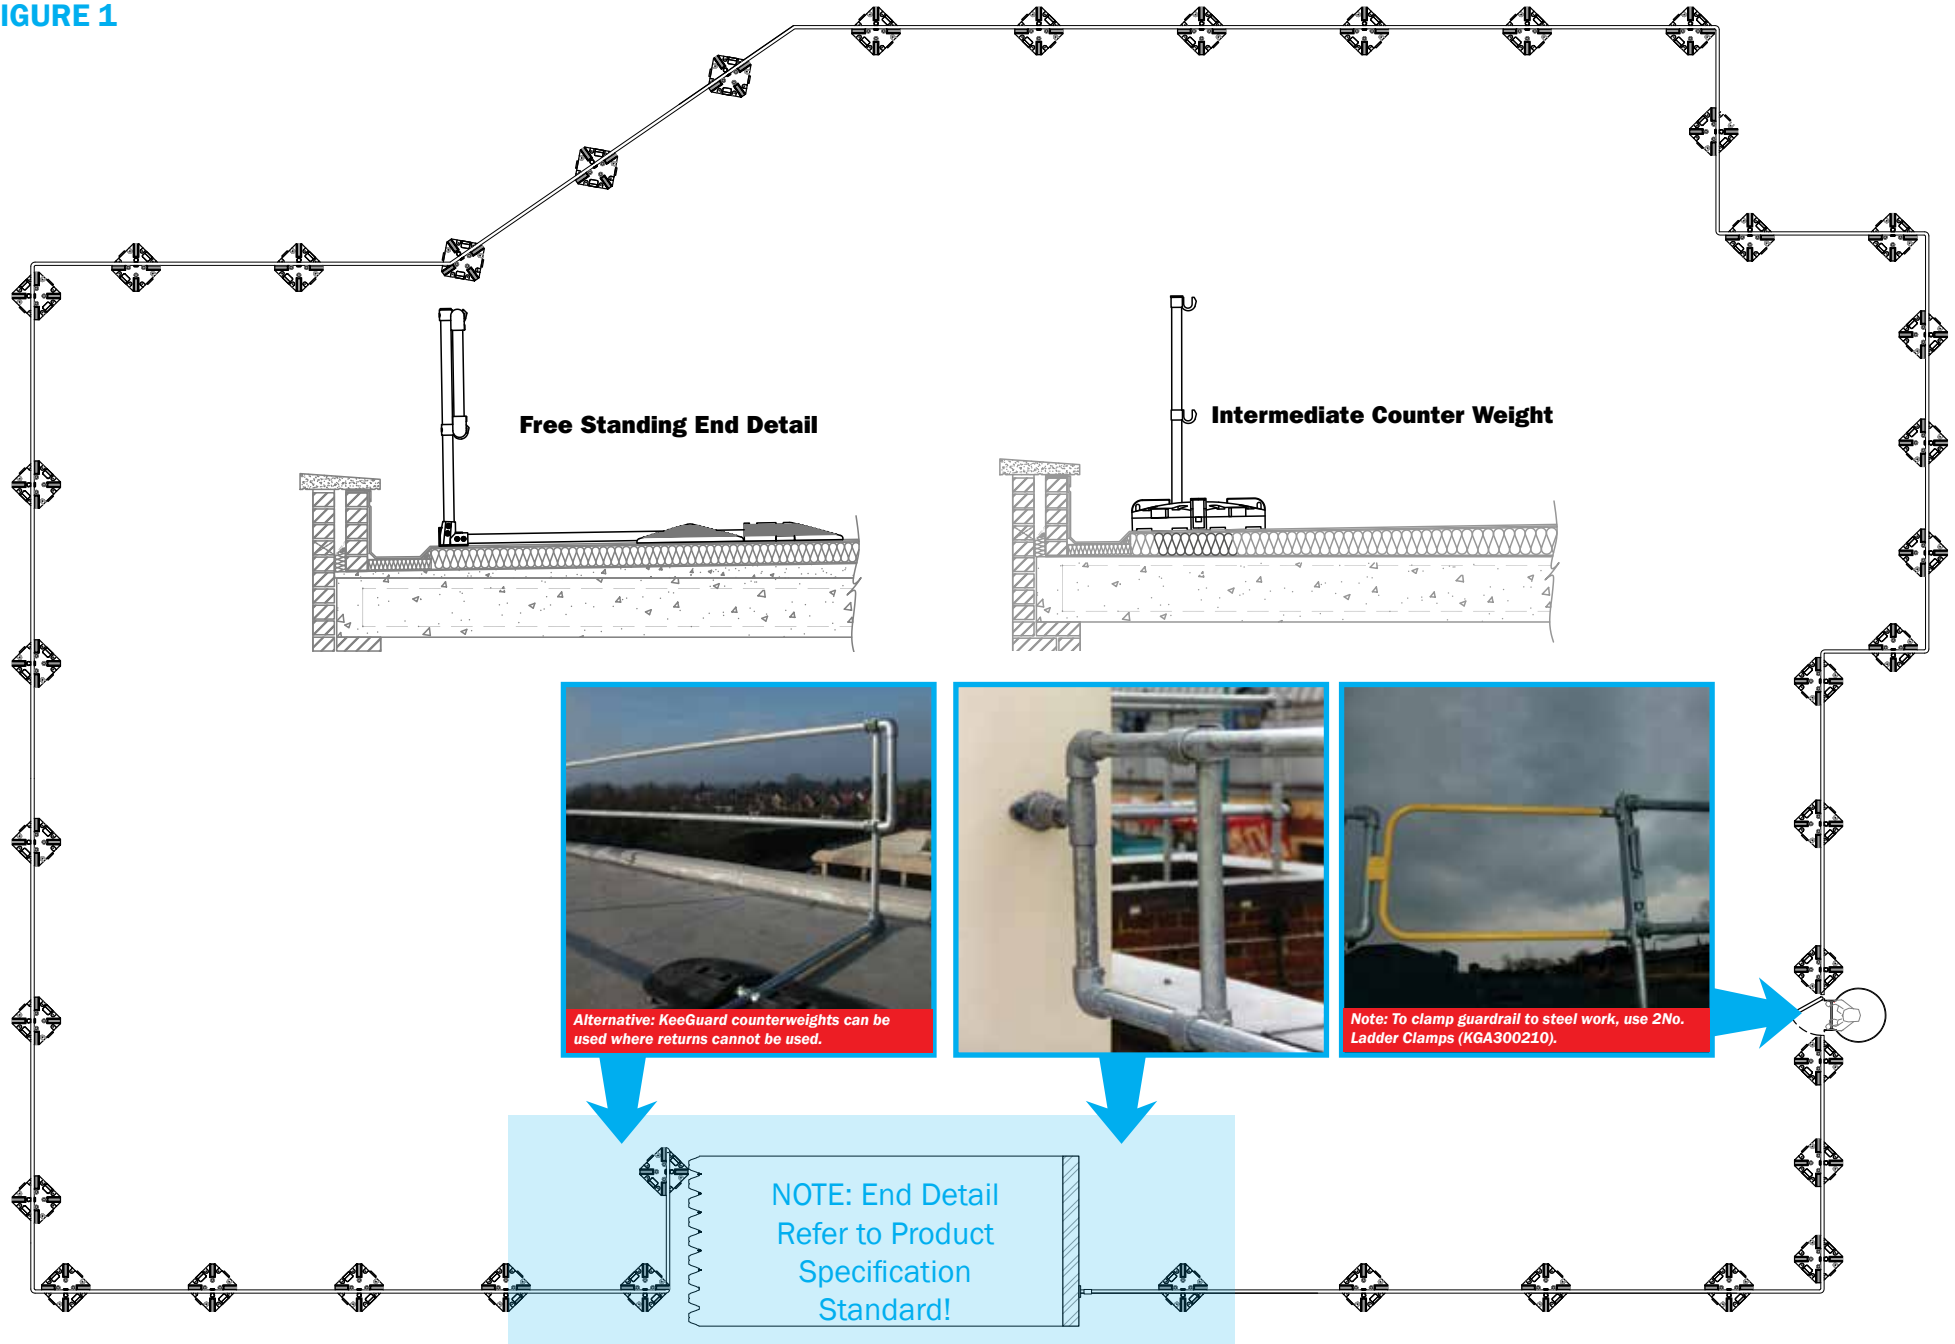 IGURE 1
Free Standing End Detail
Intermediate Counter Weight
Alternative: KeeGuard counterweights can be
used where returns cannot be used.
Note: To clamp guardrail to steel work, use 2No.
Ladder Clamps (KGA300210).
NOTE: End Detail
Refer to Product
Specification
Standard!